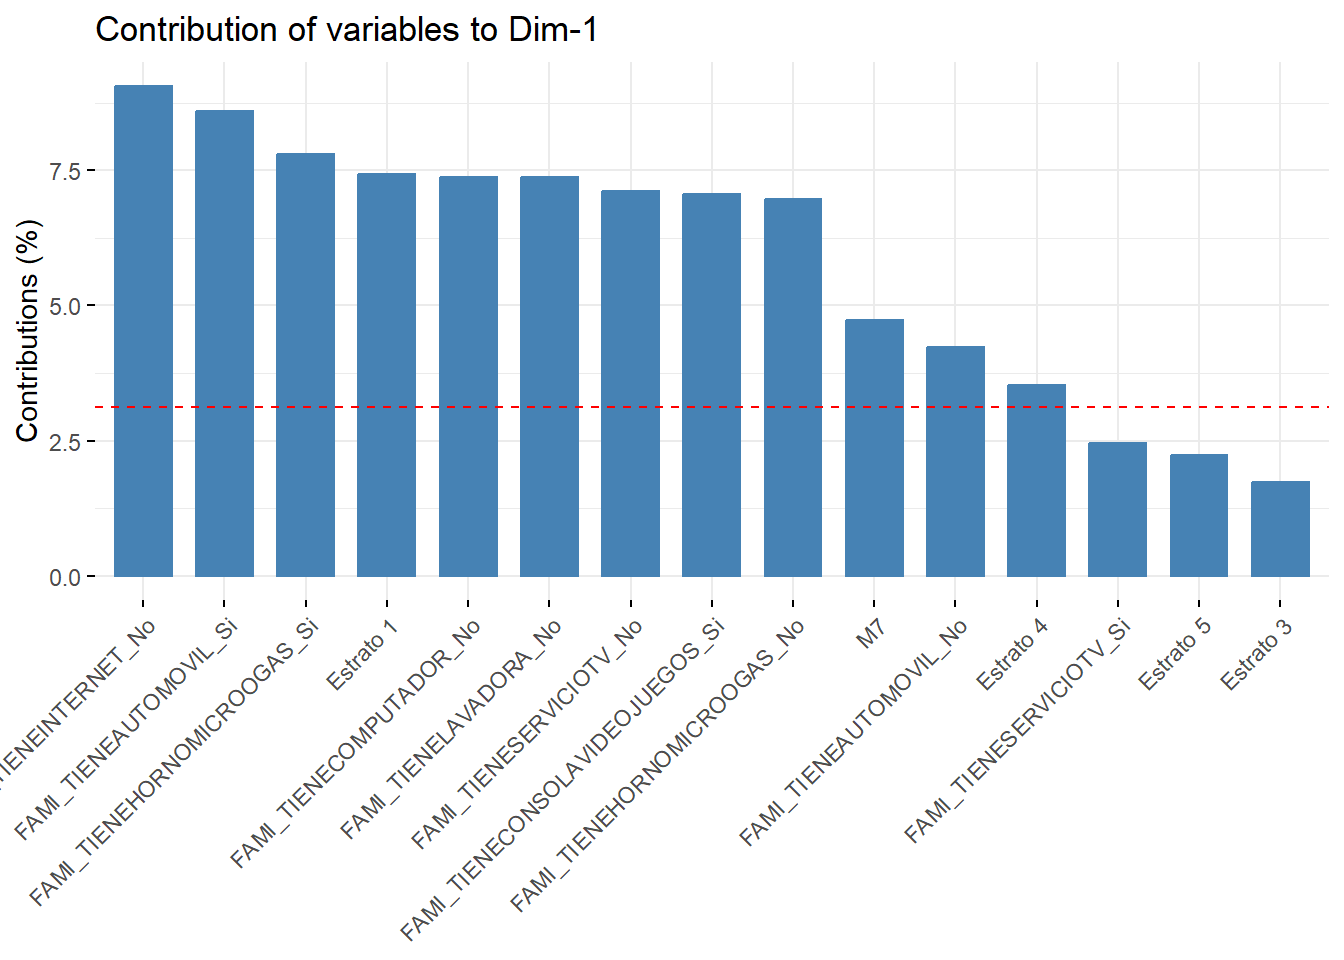 Contribution of variables to Dim-1
Contributions (%)
7.5
5.0
2.5
0.0
TIENEINTERNET_No
FAMI_TIENEAUTOMOVIL_Si
FAMI_TIENEHORNOMICROOGAS_Si
Estrato 1
FAMI_TIENECOMPUTADOR_No
FAMI_TIENELAVADORA_No
FAMI_TIENESERVICIOTV_No
FAMI_TIENECONSOLAVIDEOJUEGOS_Si
FAMI_TIENEHORNOMICROOGAS_No
M7
FAMI_TIENEAUTOMOVIL_No
Estrato 4
FAMI_TIENESERVICIOTV_Si
Estrato 5
Estrato 3